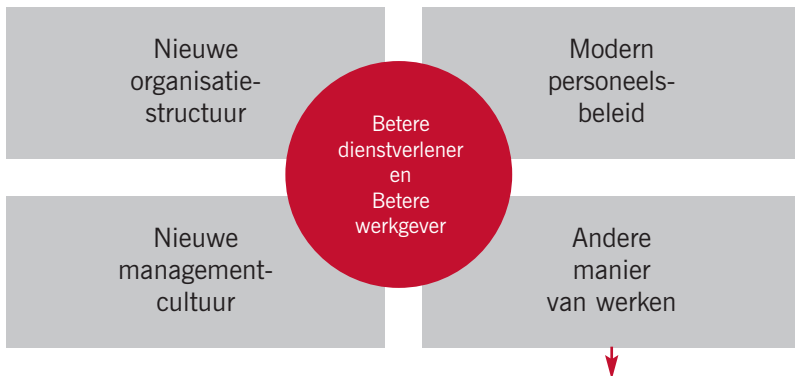 Nieuwe
organisatie-
structuur
Modern
personeels-
beleid
Betere
dienstverlener
en
Betere
werkgever
Nieuwe
management-
cultuur
Andere
manier
van werken